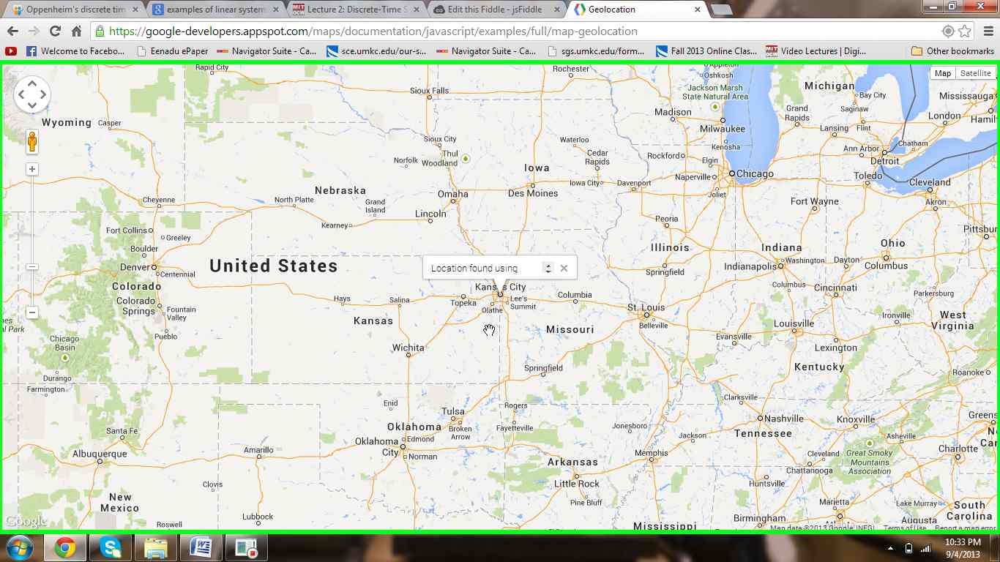 Oppenheim's discrete tim
examples of linear system
Lecture 2: Discrete-Time S
Edit this Fiddle - jsFiddle
Geolocation
https://google-developers.appspot.com/maps/documentation/javascript/examples/full/map-geolocation
Welcome to Facebo...
Eenadu ePaper
Navigator Suite - Ca...
sce.umkc.edu/our-s...
Navigator Suite - Ca...
sgs.umkc.edu/form...
Fall 2013 Online Clas...
MIT OCW
Video Lectures | Digi...
Other bookmarks
Map
Satellite
Rapid City
Rochester
Oshkosh
Sioux Falls
Jackson Marsh
State Natural Area
Michigan
Bay City
Mississauga
Wyoming
Casper
Madison
Grand
Rapids
Saginaw
London
Hamil
Milwaukee
Lansing
Flint
Sioux City
Waterloo
Kenosha
Ann Arbor
Chatham
Norfolk
Thul
Woodland
Cedar
Rapids
Rockford
Elgin
Detroit
Iowa
Naperville
Chicago
Toledo
Cleveland
Nebraska
Omaha
Des Moines
Iowa City
Davenport
Joliet
Akron
Cheyenne
North Platte
Grand
Island
Fort Wayne
Lincoln
Kearney
Peoria
Pittsbu
Fort Collins
Greeley
Boulder
Illinois
Indiana
Ohio
Denver
Centennial
United States
Location found using
Springfield
Indianapolis
Washington
Dayton
Columbus
Colorado
Kansas City
Columbus
Cincinnati
Parkersburg
Colorado
Springs
Hays
Salina
Topeka
Lee's
Summit
Columbia
Fountain
Valley
Olathe
St. Louis
Belleville
Ironville
West
Virginia
Kansas
Missouri
Louisville
Pueblo
Chicago
Basin
Wichita
Evansville
Lexington
Springfield
Kentucky
Roanoke
Durango
Farmington
Clarksville
Enid
Tulsa
Rogers
Nashville
Knoxville
Greens
Santa Fe
Oklahoma
Broken
Arrow
Fayetteville
Jonesboro
Tennessee
Asheville
Oklahoma
City
Edmond
Jackson
Albuquerque
Amarillo
Norman
Memphis
Cleveland
Great Smoky
Mountains
Association
Charlotte
Arkansas
Chattanooga
Clovis
Little Rock
Huntsville
New
Mexico
Pine Bluff
Marietta
Lake Murray
South
Carolina
Roswell
Lubbock
Birmingham
Augusta
Mississippi
Google
Map data ©2013 Google, INEGI
Terms of Use
Report a map error
10:33 PM
9/4/2013